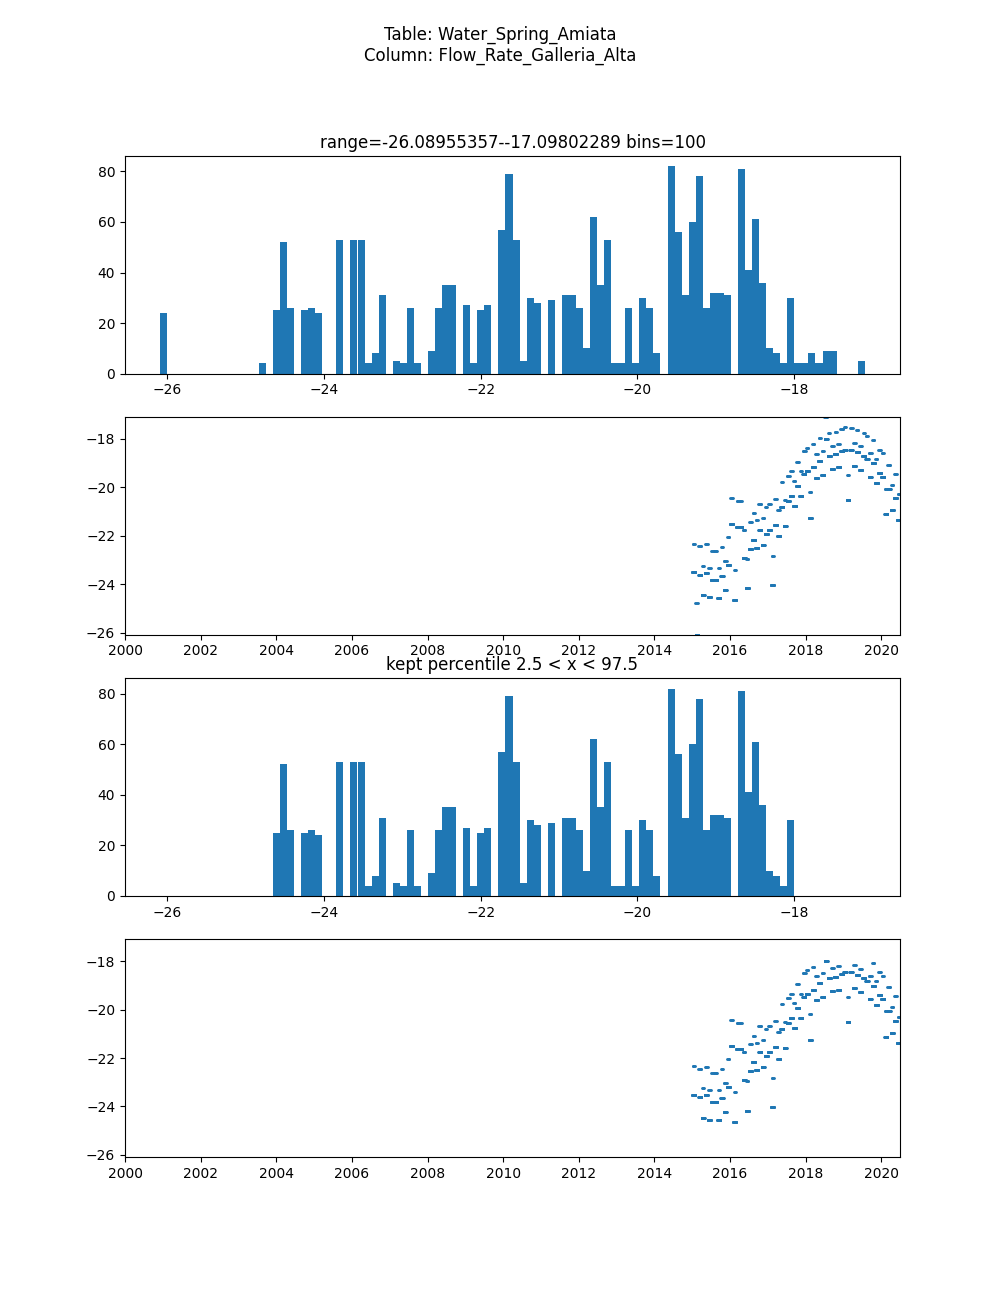 Table: Water_Spring_Amiata
Column: Flow_Rate_Galleria_Alta
range=-26.08955357--17.09802289 bins=100
80
60
40
20
0
−26 −24 −22 −20 −18
−18
−20
−22
−24
−26
2000 2002 2004 2006 2008 2010 2012 2014 2016 2018 2020
kept percentile 2.5 < x < 97.5
80
60
40
20
0
−26 −24 −22 −20 −18
−18
−20
−22
−24
−26
2000 2002 2004 2006 2008 2010 2012 2014 2016 2018 2020